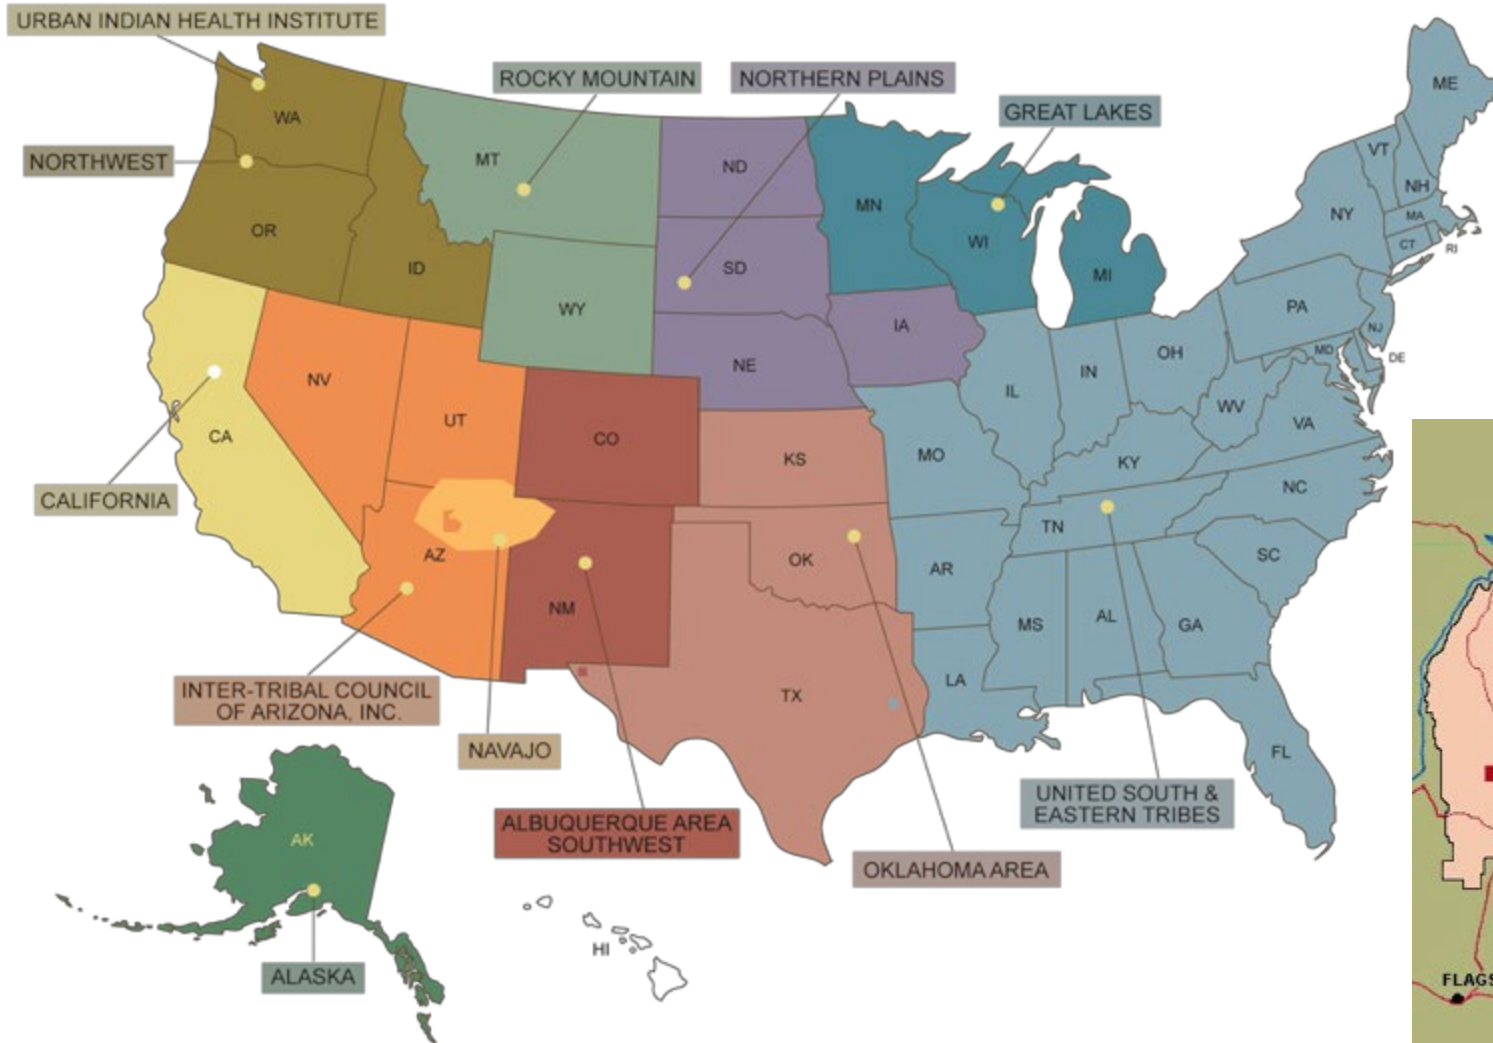 URBAN INDIAN HEALTH INSTITUTE
ROCKY MOUNTAIN
NORTHERN PLAINS
GREAT LAKES
NORTHWEST
WA
OR
ID
MT
WY
ND
SD
NE
IA
MN
WI
MI
ME
VT
NH
NY
MA
CT
RI
PA
NJ
MD
DE
OH
IN
IL
WV
VA
KY
MO
NC
TN
SC
AR
MS
AL
GA
LA
FL
CA
NV
UT
CO
KS
AZ
NM
OK
TX
CALIFORNIA
INTER-TRIBAL COUNCIL
OF ARIZONA, INC.
NAVAJO
ALBUQUERQUE AREA
SOUTHWEST
UNITED SOUTH &
EASTERN TRIBES
OKLAHOMA AREA
AK
ALASKA
HI
FLAGS